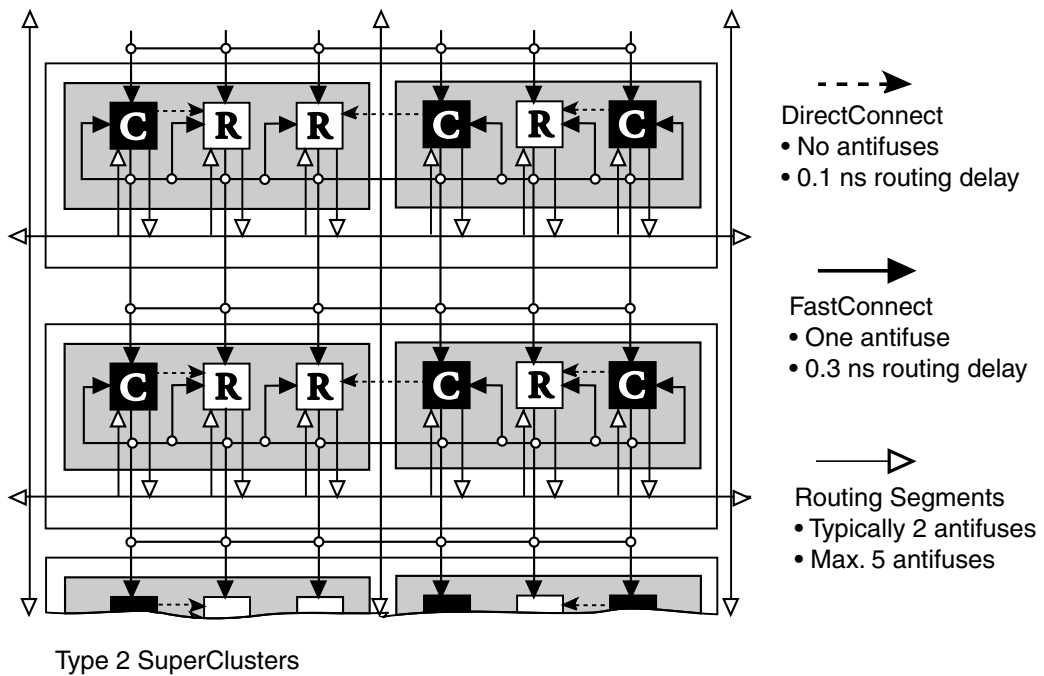 C R R C R C
DirectConnect
• No antifuses
• 0.1 ns routing delay
FastConnect
• One antifuse
• 0.3 ns routing delay
C R R C R C
Routing Segments
• Typically 2 antifuses
• Max. 5 antifuses
Type 2 SuperClusters